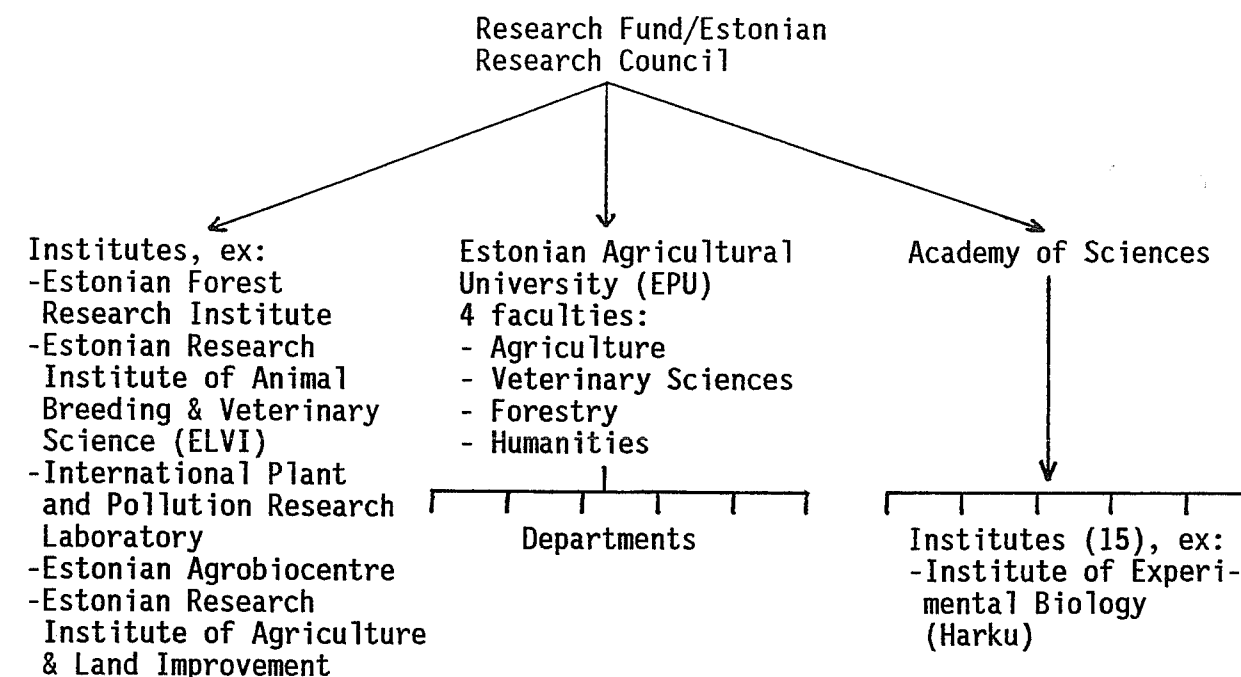 Research Fund/Estonian
Research Council
Institutes, ex:
-Estonian Forest
Research Institute
-Estonian Research
Institute of Animal
Breeding & Veterinary
Science (ELVI)
-International Plant
and Pollution Research
Laboratory
-Estonian Agrobiocentre
-Estonian Research
Institute of Agriculture
& Land Improvement
Estonian Agricultural
University (EPU)
4 faculties:
- Agriculture
- Veterinary Sciences
- Forestry
- Humanities
Departments
Academy of Sciences
Institutes (15), ex:
-Institute of Experi-
mental Biology
(Harku)